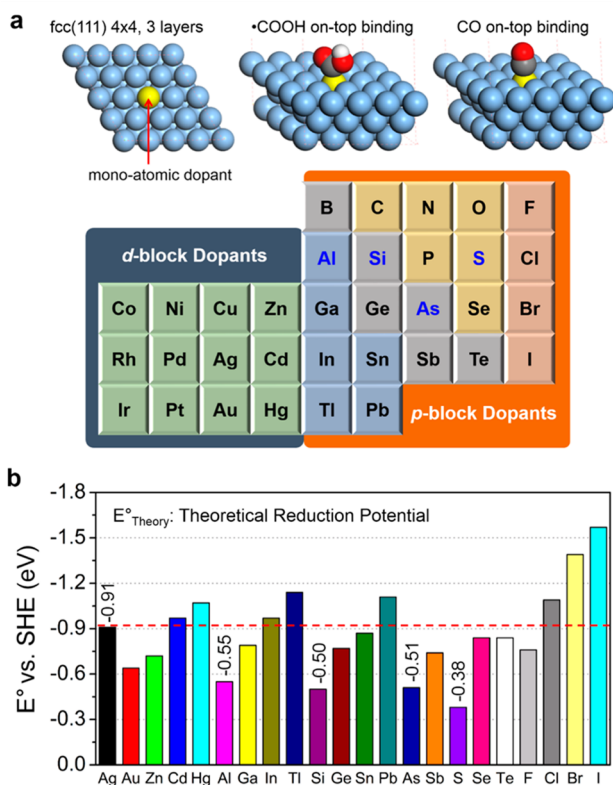 a
fcc(111) 4x4, 3 layers
•COOH on-top binding
CO on-top binding
mono-atomic dopant
B C N O F
d-block Dopants
Al Si P S Cl
Co Ni Cu Zn Ga Ge As Se Br
Rh Pd Ag Cd In Sn Sb Te I
Ir Pt Au Hg Tl Pb
p-block Dopants
b
E° vs. SHE (eV)
-1.8
-1.5
-1.2
-0.9
-0.6
-0.3
0.0
E°Theory: Theoretical Reduction Potential
-0.91
-0.55
-0.50
-0.51
-0.38
Ag Au Zn Cd Hg Al Ga In Tl Si Ge Sn Pb As Sb S Se Te F Cl Br I